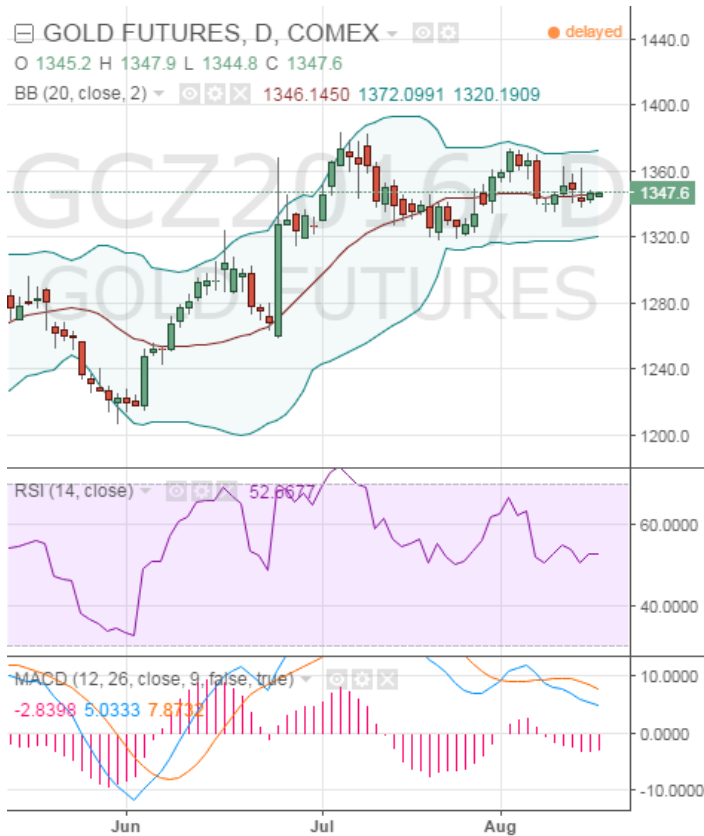 GOLD FUTURES, D, COMEX
delayed
O 1345.2 H 1347.9 L 1344.8 C 1347.6
BB (20, close, 2) 1346.1450 1372.0991 1320.1909
GCZ2016, D
GOLD FUTURES
1440.0
1400.0
1360.0
1347.6
1320.0
1280.0
1240.0
1200.0
RSI (14, close) 52.6677
60.0000
40.0000
MACD (12, 26, close, 9, false, true)
-2.8398 5.0333 7.8732
10.0000
0.0000
-10.0000
Jun Jul Aug